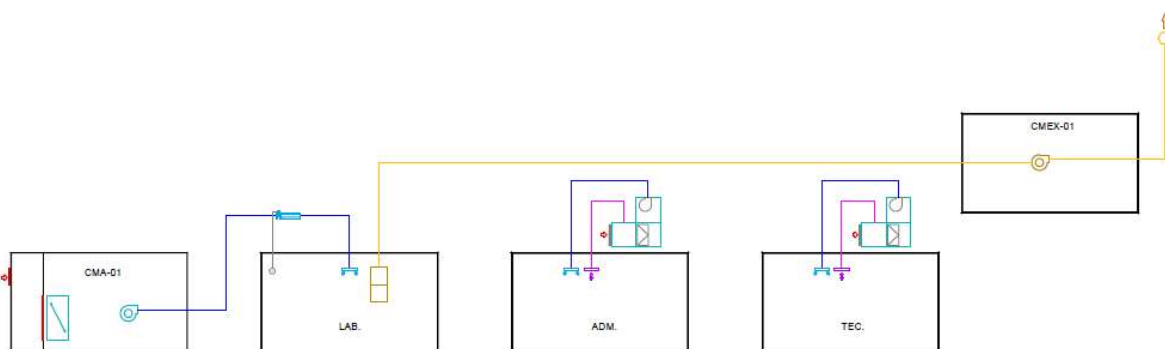 CMEX-01
CMA-01
LAB.
ADM.
TEC.